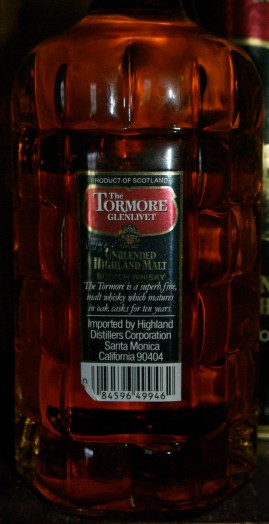 PRODUCT OF SCOTLAND
The
TORMORE
GLENLIVET
UNBLENDED
HIGHLAND MALT
SCOTCH WHISKY
The Tormore is a superb, fine,
malt whisky which matures
in oak casks for ten years.
Imported by Highland
Distillers Corporation
Santa Monica
California 90404
0
84596 49946